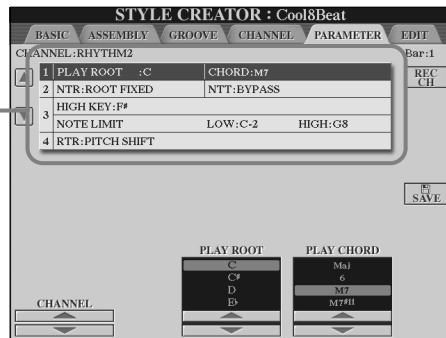 STYLE CREATOR : Cool8Beat
BASIC ASSEMBLY GROOVE CHANNEL PARAMETER EDIT
CHANNEL:RHYTHM2 Bar:1
1 PLAY ROOT :C CHORD:M7
REC CH
2 NTR:ROOT FIXED NTT:BYPASS
3 HIGH KEY:F#
NOTE LIMIT LOW:C-2 HIGH:G8
4 RTR:PITCH SHIFT
SAVE
PLAY ROOT PLAY CHORD
C Maj
C# 6
D M7
E♭ M7#11
CHANNEL